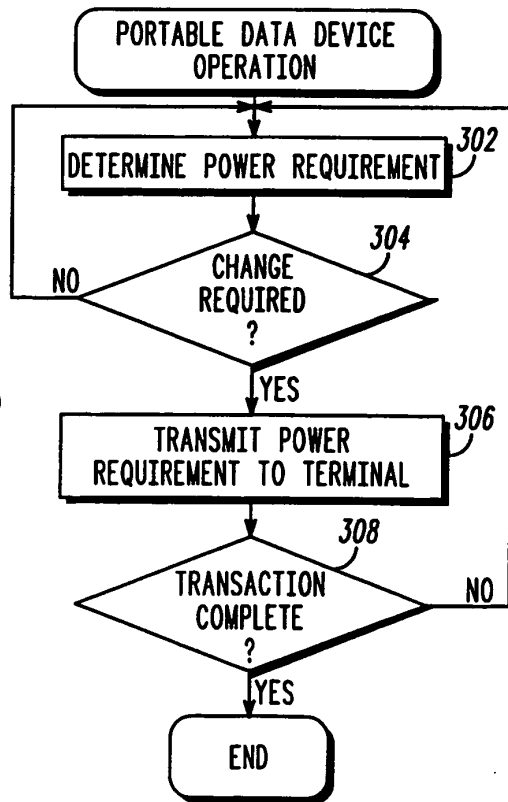 PORTABLE DATA DEVICE
OPERATION
DETERMINE POWER REQUIREMENT
302
304
CHANGE
REQUIRED
?
NO
YES
TRANSMIT POWER
REQUIREMENT TO TERMINAL
306
308
TRANSACTION
COMPLETE
?
NO
YES
END